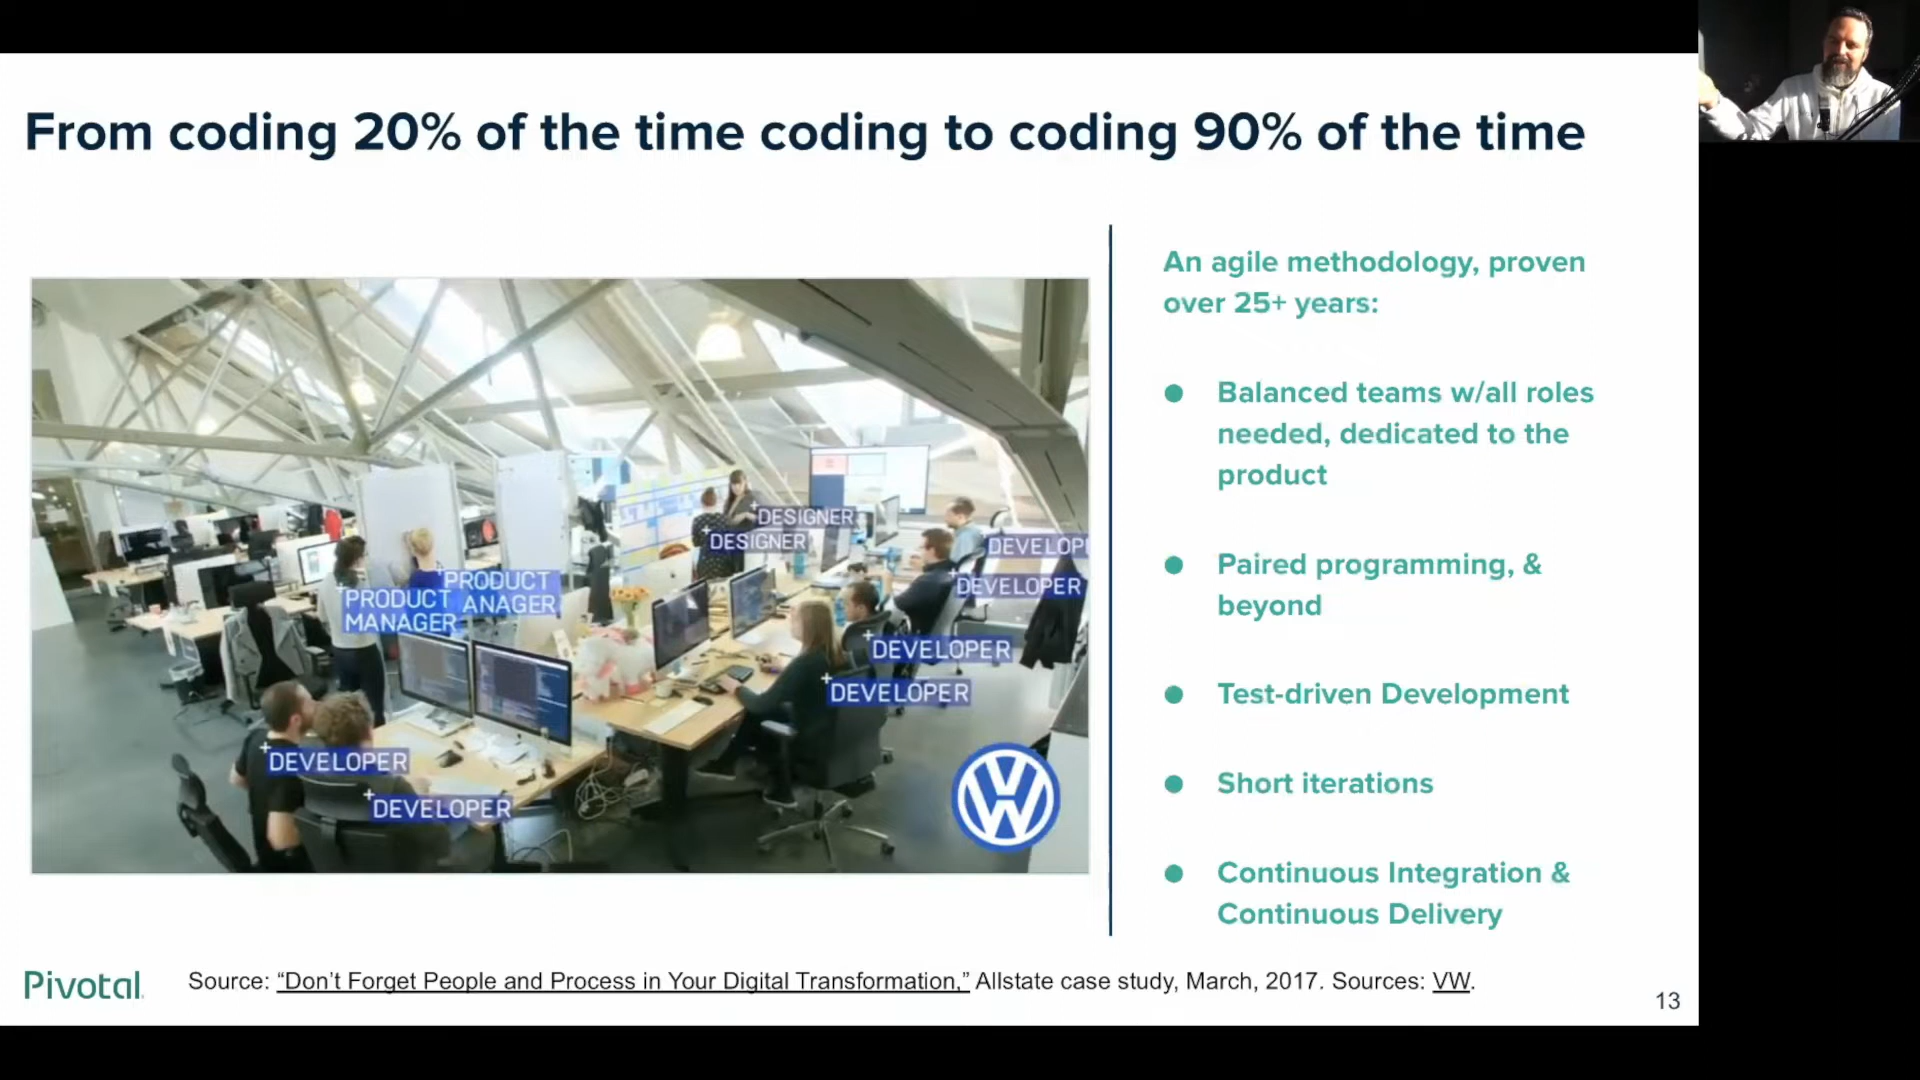 From coding 20% of the time coding to coding 90% of the time
An agile methodology, proven
over 25+ years:
● Balanced teams w/all roles
needed, dedicated to the
product
● Paired programming, &
beyond
● Test-driven Development
● Short iterations
● Continuous Integration &
Continuous Delivery
DESIGNER
DESIGNER
DEVELOP
DEVELOPER
PRODUCT
ANAGER
PRODUCT
MANAGER
DEVELOPER
DEVELOPER
DEVELOPER
DEVELOPER
VW
Pivotal
Source: “Don’t Forget People and Process in Your Digital Transformation,” Allstate case study, March, 2017. Sources: VW.
13